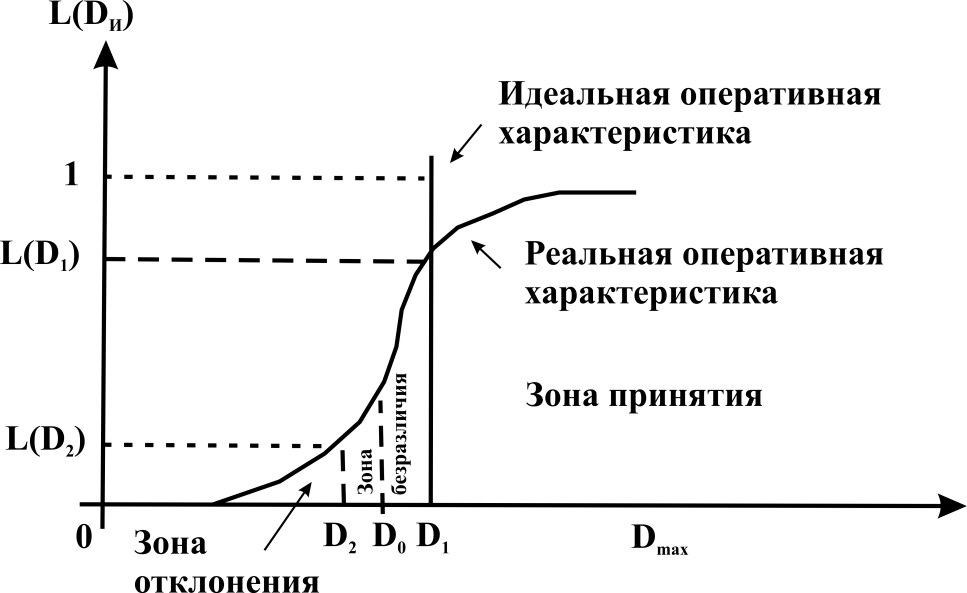 L(Dи)
Идеальная оперативная
характеристика
1
L(D1)
Реальная оперативная
характеристика
Зона принятия
L(D2)
Зона
безразличия
0
Зона
отклонения
D2
D0
D1
Dmax